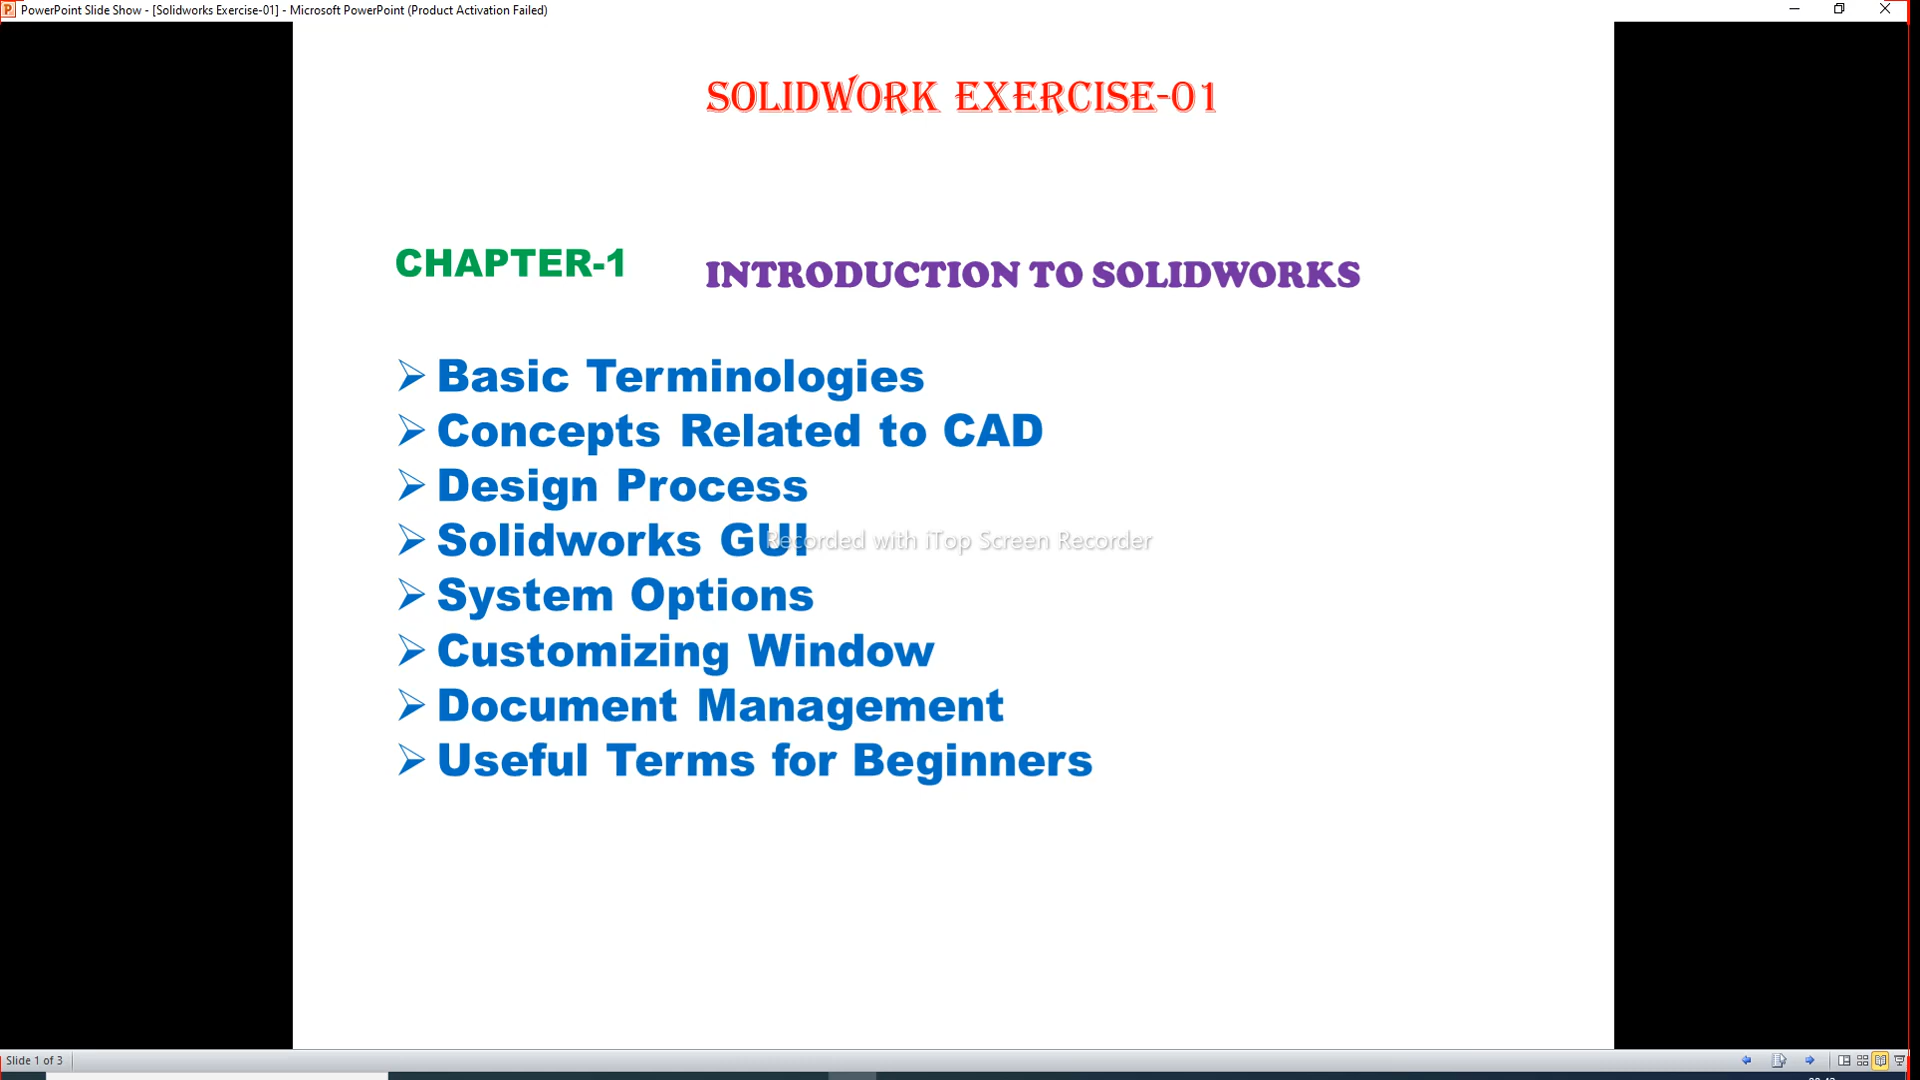 PowerPoint Slide Show - [Solidworks Exercise-01] - Microsoft PowerPoint (Product Activation Failed)
SOLIDWORK EXERCISE-01
CHAPTER-1 INTRODUCTION TO SOLIDWORKS
Basic Terminologies
Concepts Related to CAD
Design Process
Solidworks GUI
Recorded with iTop Screen Recorder
System Options
Customizing Window
Document Management
Useful Terms for Beginners
Slide 1 of 3